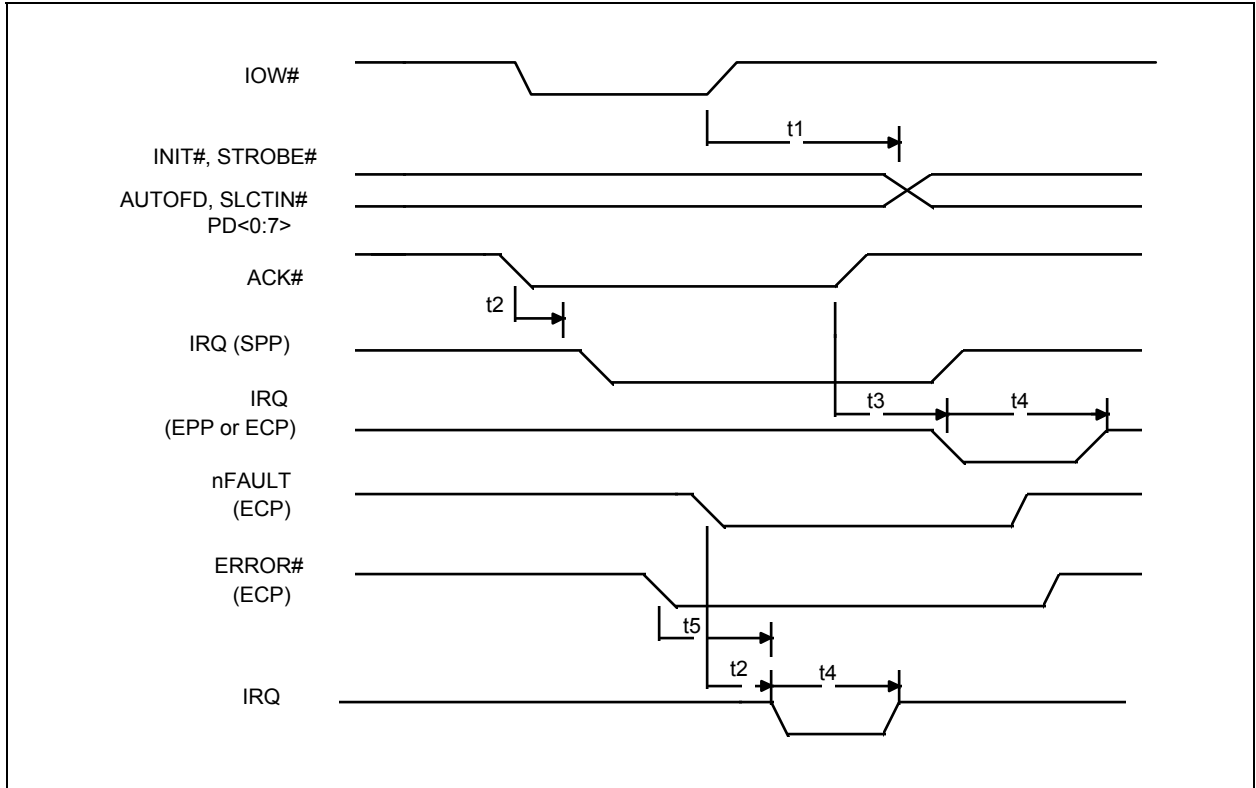 IOW#
t1
INIT#, STROBE#
AUTOFD, SLCTIN#
PD<0:7>
ACK#
t2
IRQ (SPP)
IRQ
(EPP or ECP)
t3
t4
nFAULT
(ECP)
ERROR#
(ECP)
t5
t2
t4
IRQ